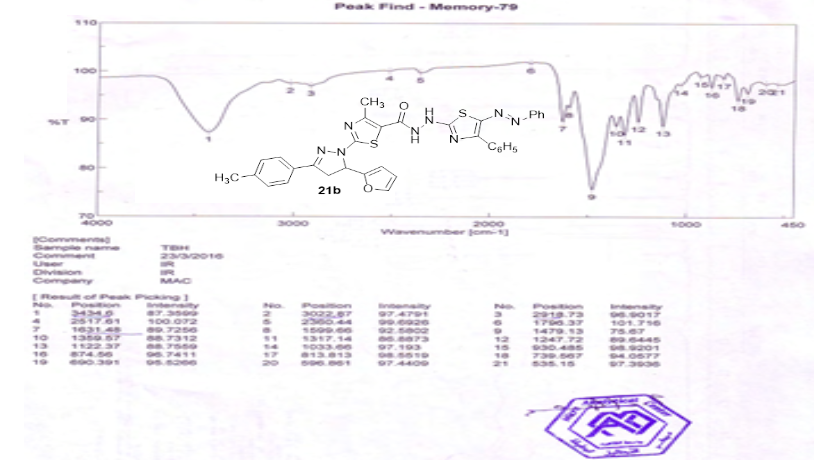 Peak Find - Memory-79
110
100
%T
90
80
70
4000
3000
2000
1000
450
Wavenumber [cm-1]
1
2
3
4
5
6
7
8
9
10
11
12
13
14
15
16
17
18
19
20
21
CH₃
O
H
N
N
S
N
N
H
S
N
N
N
Ph
C₆H₅
N
N
H₃C
O
21b
[Comments]
Sample name TBH
Comment 23/3/2016
User IR
Division IR
Company MAC
[ Result of Peak Picking ]
No. Position Intensity No. Position Intensity No. Position Intensity
1 3434.6 87.3599 2 3022.87 97.4791 3 2918.73 96.9017
4 2517.61 100.072 5 2360.44 99.6926 6 1796.37 101.716
7 1631.48 89.7256 8 1599.66 92.5802 9 1479.13 75.67
10 1359.57 88.7312 11 1317.14 86.8873 12 1247.72 89.6445
13 1122.37 88.7559 14 1033.66 97.193 15 930.485 98.9201
16 874.56 96.7411 17 813.813 98.5519 18 739.567 94.0577
19 690.391 95.5266 20 596.861 97.4409 21 535.15 97.3936
Analytical Center